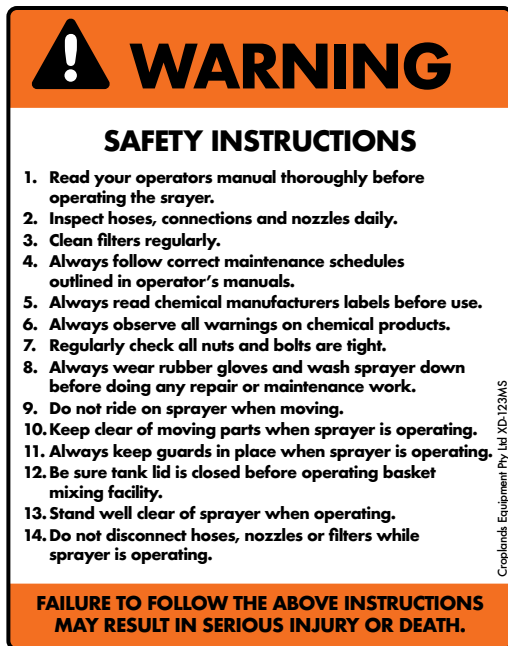 WARNING
SAFETY INSTRUCTIONS
1. Read your operators manual thoroughly before
operating the srayer.
2. Inspect hoses, connections and nozzles daily.
3. Clean filters regularly.
4. Always follow correct maintenance schedules
outlined in operator’s manuals.
5. Always read chemical manufacturers labels before use.
6. Always observe all warnings on chemical products.
7. Regularly check all nuts and bolts are tight.
8. Always wear rubber gloves and wash sprayer down
before doing any repair or maintenance work.
9. Do not ride on sprayer when moving.
10. Keep clear of moving parts when sprayer is operating.
11. Always keep guards in place when sprayer is operating.
12. Be sure tank lid is closed before operating basket
mixing facility.
13. Stand well clear of sprayer when operating.
14. Do not disconnect hoses, nozzles or filters while
sprayer is operating.
Croplands Equipment Pty Ltd XD-123MS
FAILURE TO FOLLOW THE ABOVE INSTRUCTIONS
MAY RESULT IN SERIOUS INJURY OR DEATH.